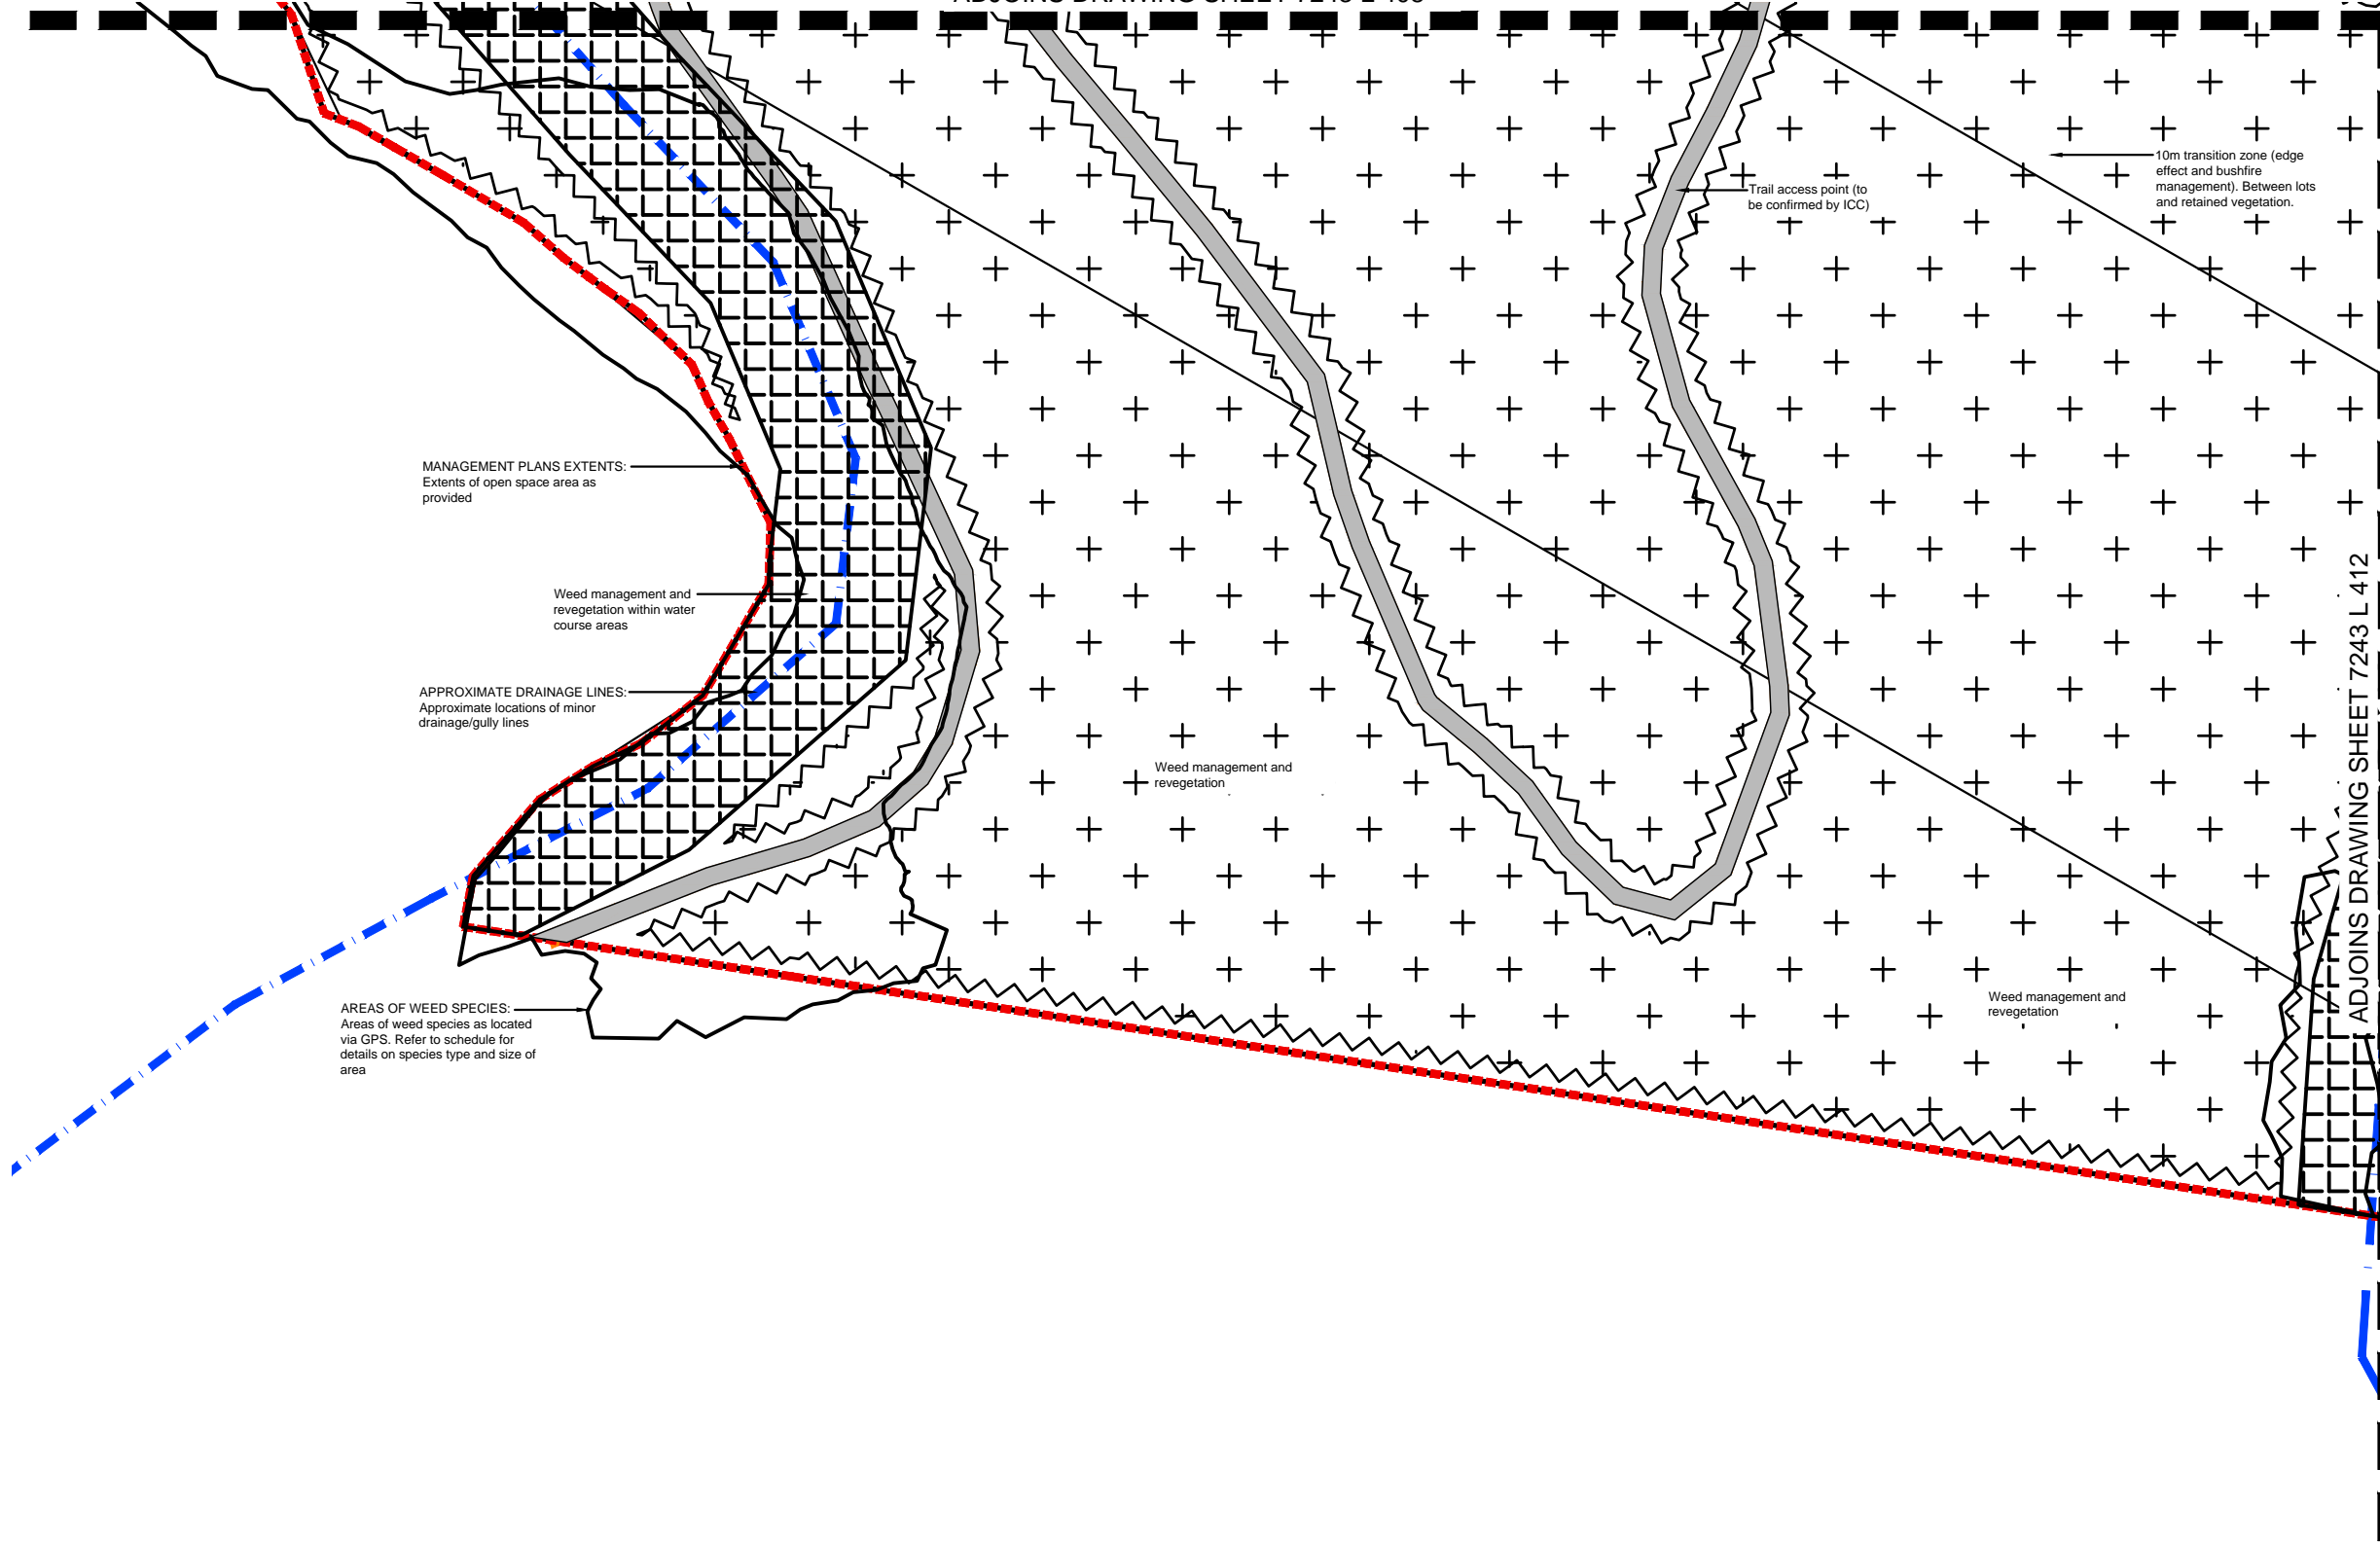 10m transition zone (edge
effect and bushfire
management). Between lots
and retained vegetation.
Trail access point (to
be confirmed by ICC)
MANAGEMENT PLANS EXTENTS:
Extents of open space area as
provided
Weed management and
revegetation within water
course areas
APPROXIMATE DRAINAGE LINES:
Approximate locations of minor
drainage/gully lines
Weed management and
revegetation
AREAS OF WEED SPECIES:
Areas of weed species as located
via GPS. Refer to schedule for
details on species type and size of
area
Weed management and
revegetation
ADJOINS DRAWING SHEET 7243 L 412